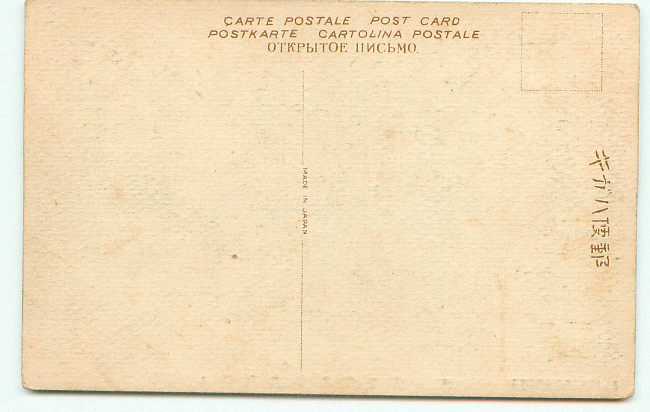 CARTE POSTALE POST CARD
POSTKARTE CARTOLINA POSTALE
ОТКРЫТОЕ ПИСЬМО.
MADE IN JAPAN
キガハ便郵